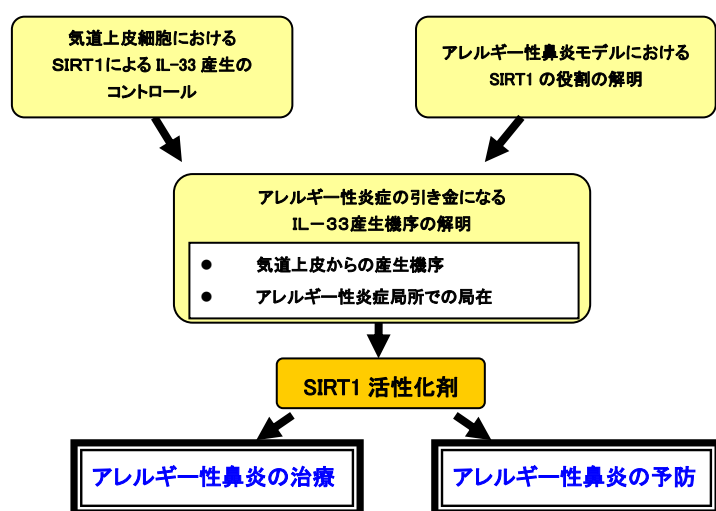 気道上皮細胞における
SIRT1による IL-33 産生の
コントロール
アレルギー性鼻炎モデルにおける
SIRT1 の役割の解明
アレルギー性炎症の引き金になる
IL－33産生機序の解明
● 気道上皮からの産生機序
● アレルギー性炎症局所での局在
SIRT1 活性化剤
アレルギー性鼻炎の治療
アレルギー性鼻炎の予防